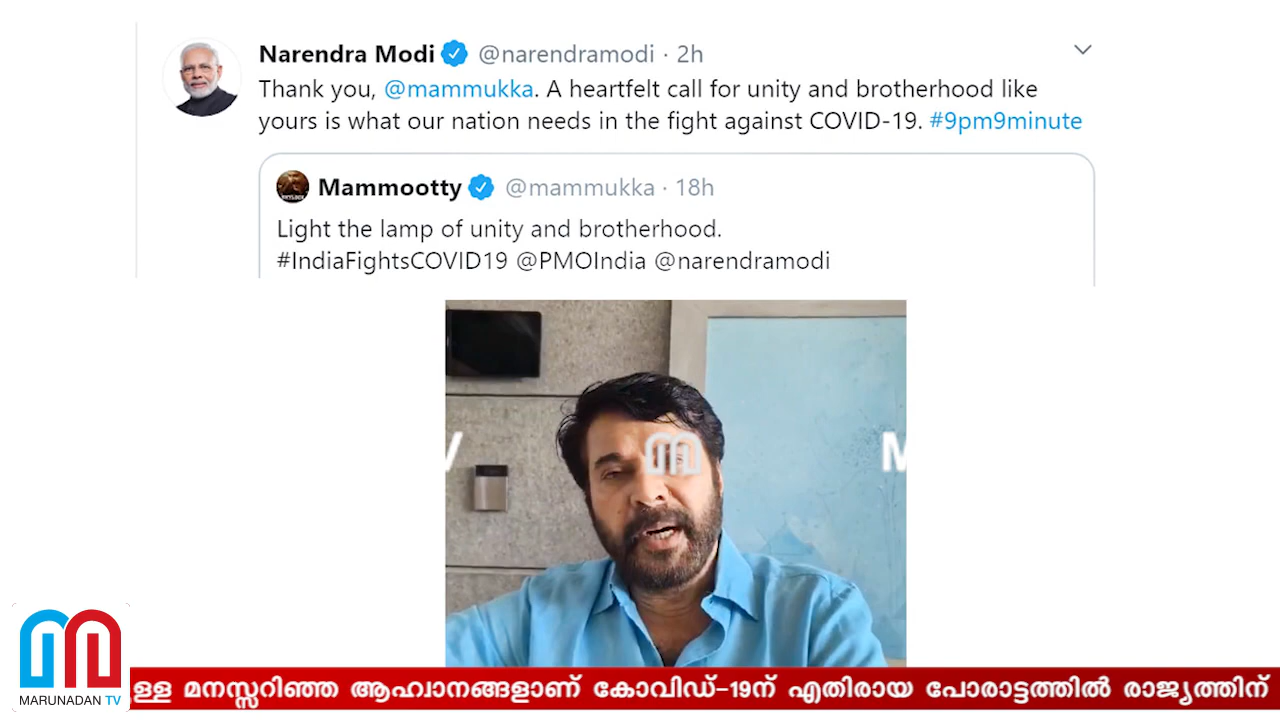 Narendra Modi @narendramodi · 2h
Thank you, @mammukka. A heartfelt call for unity and brotherhood like
yours is what our nation needs in the fight against COVID-19. #9pm9minute
Mammootty @mammukka · 18h
Light the lamp of unity and brotherhood.
#IndiaFightsCOVID19 @PMOIndia @narendramodi
V
M
MARUNADAN TV
ള്ള മനസ്സറിഞ്ഞ ആഹ്വാനങ്ങളാണ് കോവിഡ്-19ന് എതിരായ പോരാട്ടത്തിൽ രാജ്യത്തിന്